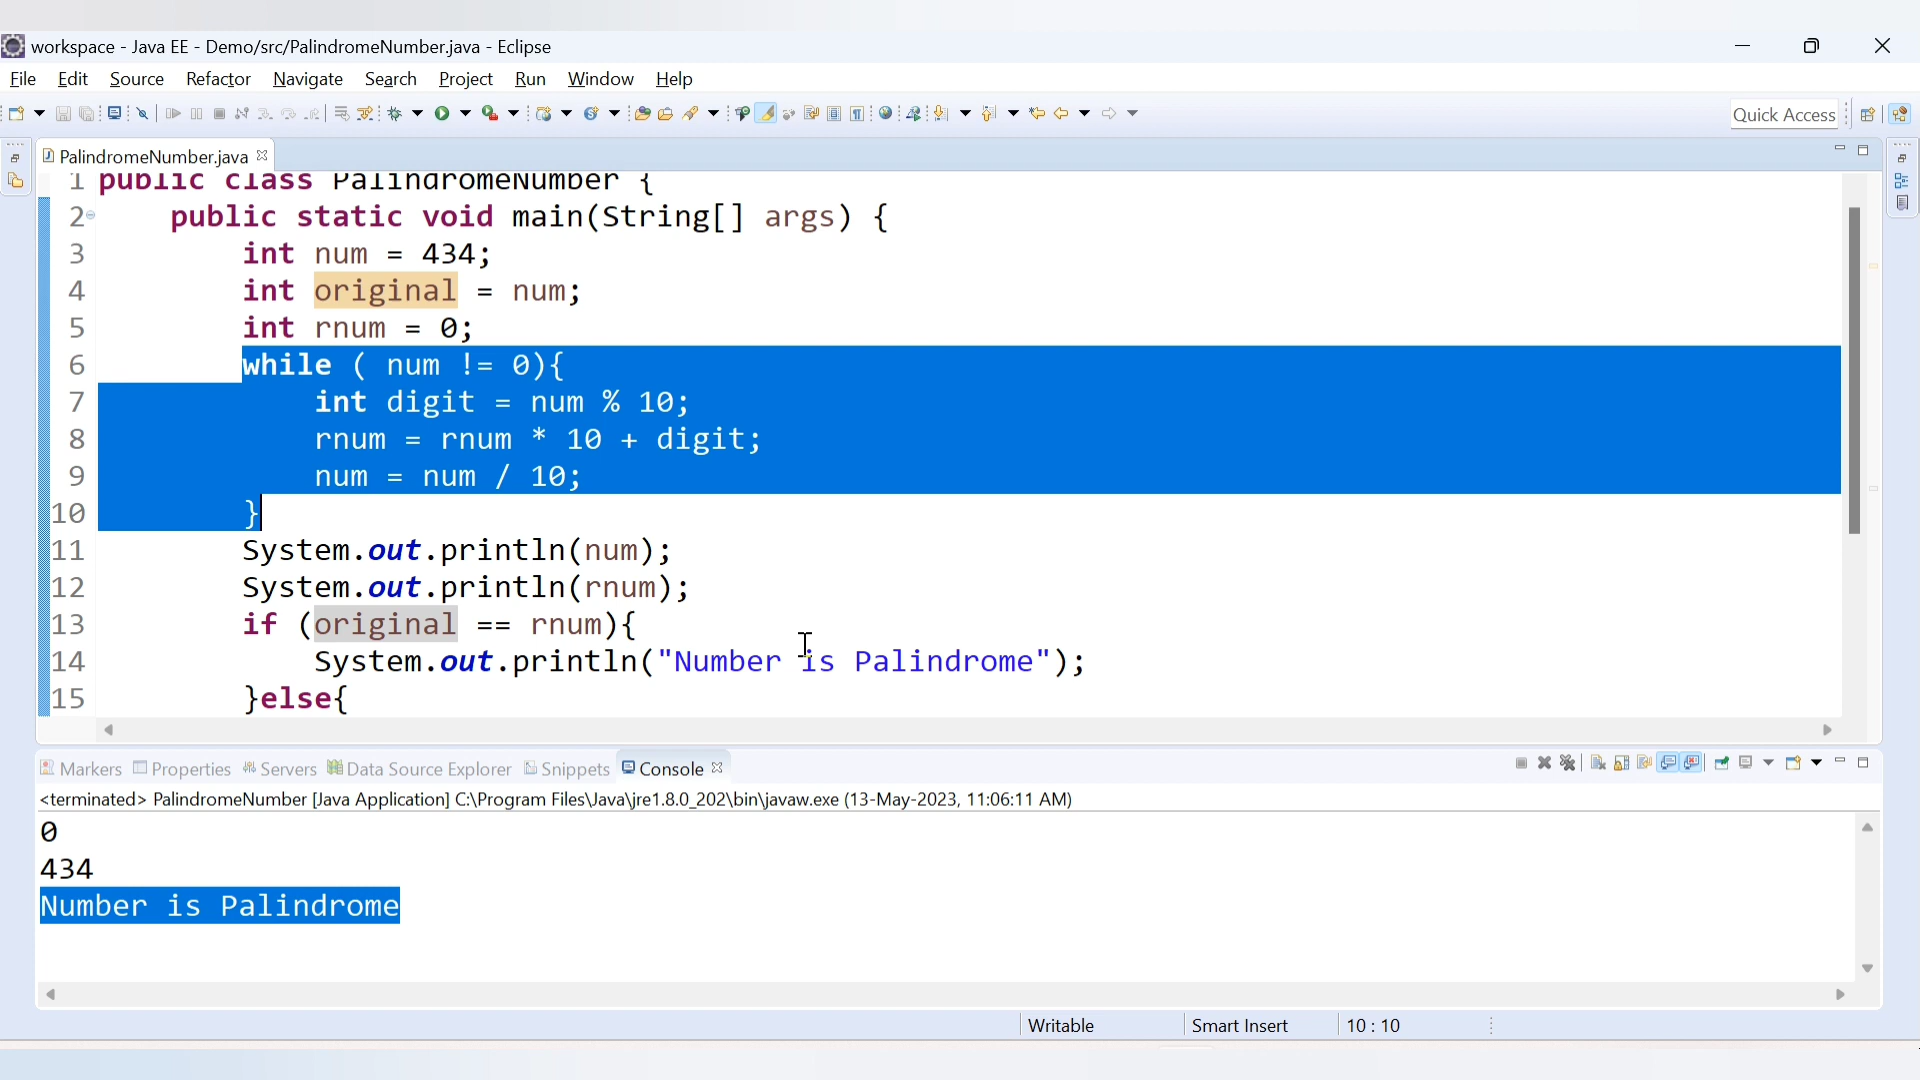 workspace - Java EE - Demo/src/PalindromeNumber.java - Eclipse
File Edit Source Refactor Navigate Search Project Run Window Help
Quick Access
PalindromeNumber.java
1 public class PalindromeNumber {
2 public static void main(String[] args) {
3 int num = 434;
4 int original = num;
5 int rnum = 0;
6 while ( num != 0){
7 int digit = num % 10;
8 rnum = rnum * 10 + digit;
9 num = num / 10;
10 }
11 System.out.println(num);
12 System.out.println(rnum);
13 if (original == rnum){
14 System.out.println("Number is Palindrome");
15 }else{
Markers Properties Servers Data Source Explorer Snippets Console
<terminated> PalindromeNumber [Java Application] C:\Program Files\Java\jre1.8.0_202\bin\javaw.exe (13-May-2023, 11:06:11 AM)
0
434
Number is Palindrome
Writable Smart Insert 10 : 10